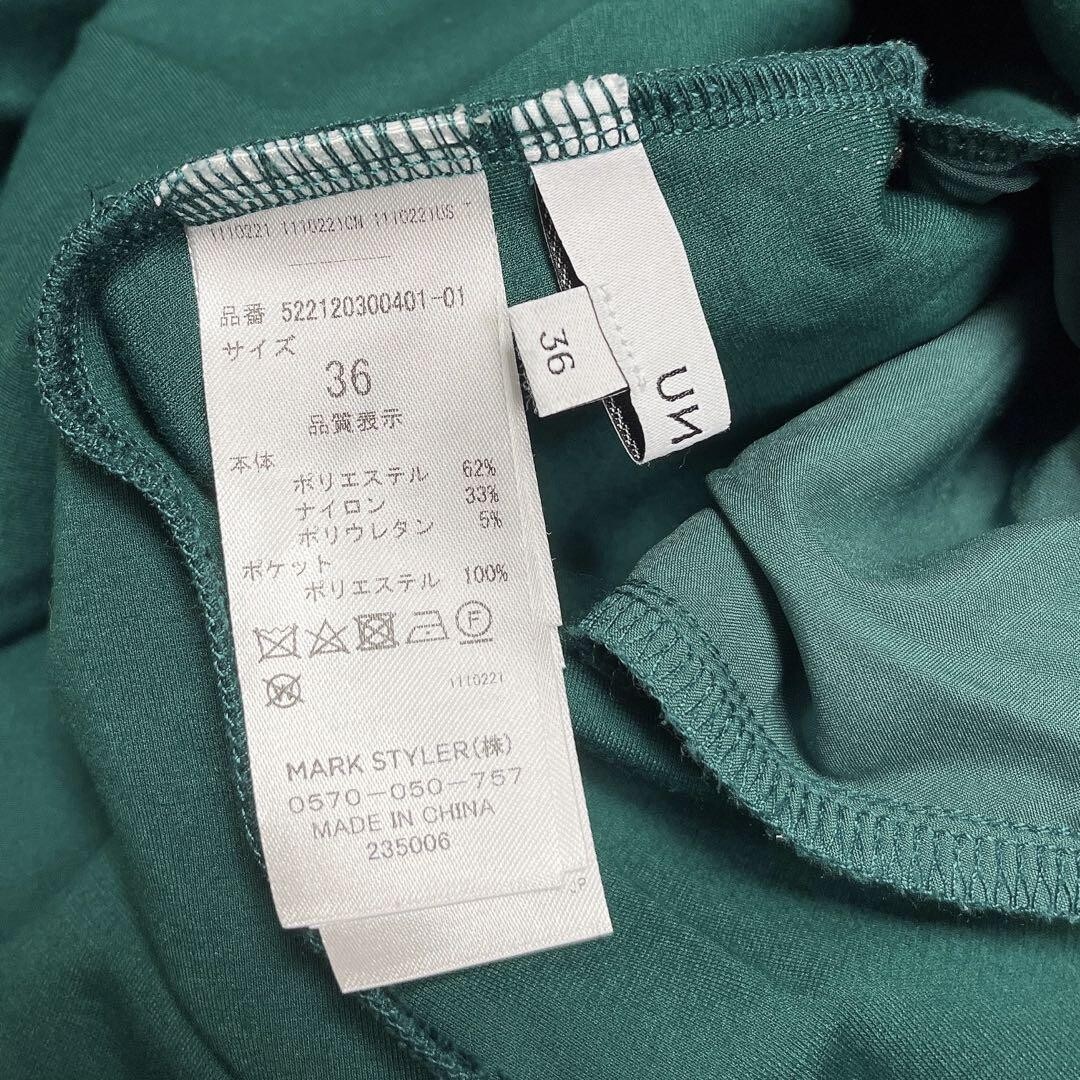 1110221 1110221CN 1110221US
品番 522120300401-01
サイズ
36
品質表示
本体
ポリエステル 62%
ナイロン 33%
ポリウレタン 5%
ポケット
ポリエステル 100%
F
1110221
MARK STYLER(株)
0570-050-757
MADE IN CHINA
235006
JP
36
UN